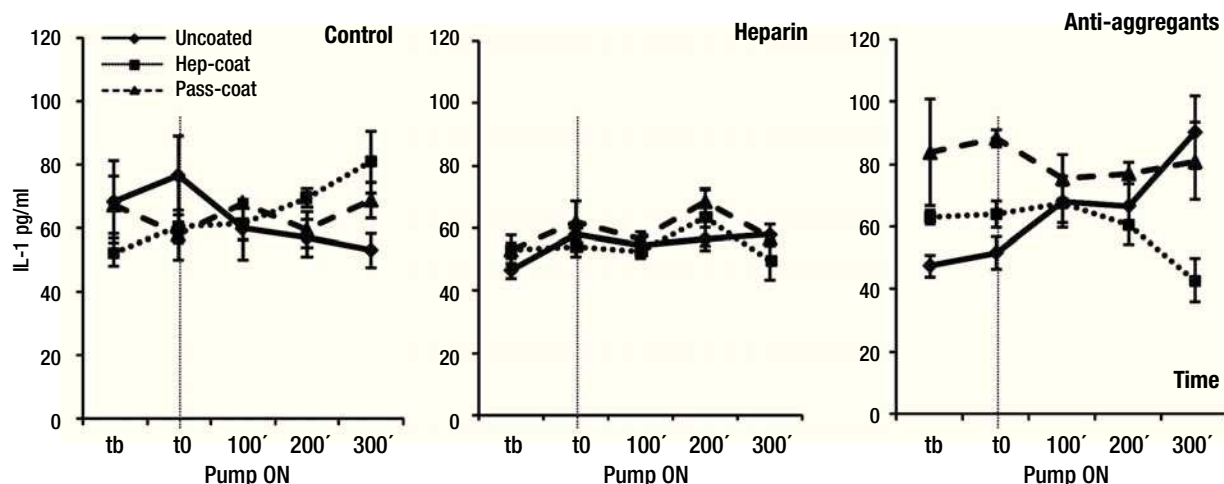 Control
Uncoated
Hep-coat
Pass-coat
IL-1 pg/ml
120
100
80
60
40
20
0
tb t0 100´ 200´ 300´
Pump ON
Heparin
120
100
80
60
40
20
0
tb t0 100´ 200´ 300´
Pump ON
Anti-aggregants
120
100
80
60
40
20
0
Time
tb t0 100´ 200´ 300´
Pump ON